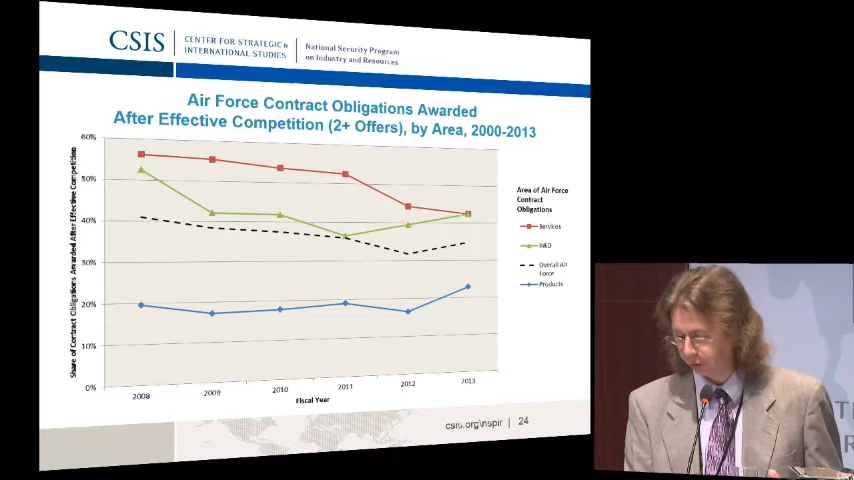 CSIS
CENTER FOR STRATEGIC &
INTERNATIONAL STUDIES
National Security Program
on Industry and Resources
Air Force Contract Obligations Awarded
After Effective Competition (2+ Offers), by Area, 2000-2013
Share of Contract Obligations Awarded After Effective Competition
60%
50%
40%
30%
20%
10%
0%
2008
2009
2010
2011
2012
2013
Fiscal Year
Area of Air Force
Contract
Obligations
Services
R&D
Overall Air
Force
Products
csis.org\nspir | 24